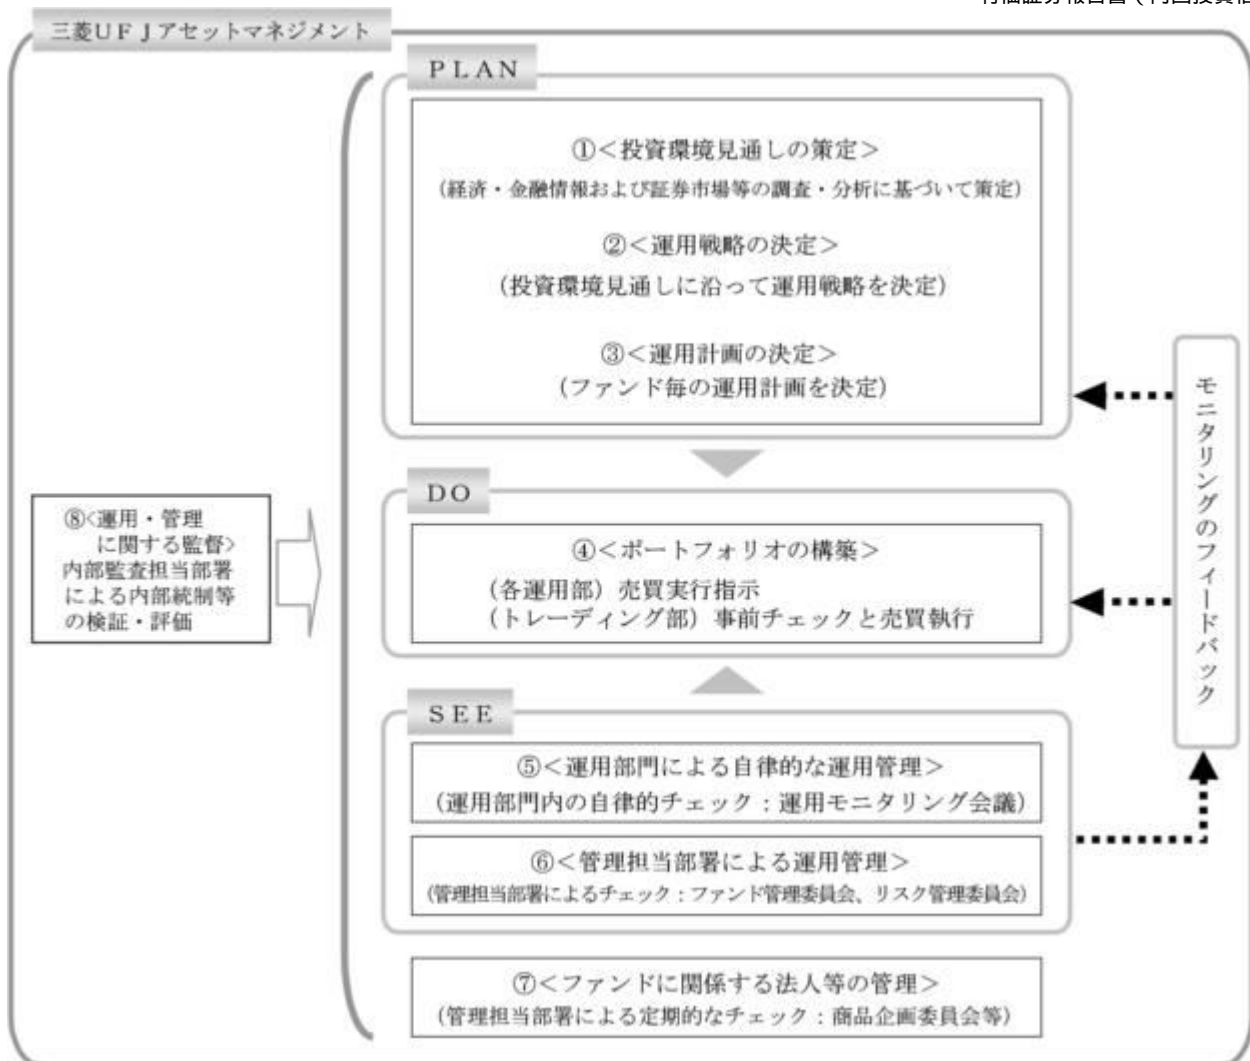 三菱ＵＦＪアセットマネジメント
ＰＬＡＮ
①＜投資環境見通しの策定＞
(経済・金融情報および証券市場等の調査・分析に基づいて策定)
②＜運用戦略の決定＞
(投資環境見通しに沿って運用戦略を決定)
③＜運用計画の決定＞
(ファンド毎の運用計画を決定)
ＤＯ
④＜ポートフォリオの構築＞
(各運用部) 売買実行指示
(トレーディング部) 事前チェックと売買執行
ＳＥＥ
⑤＜運用部門による自律的な運用管理＞
(運用部門内の自律的チェック：運用モニタリング会議)
⑥＜管理担当部署による運用管理＞
(管理担当部署によるチェック：ファンド管理委員会、リスク管理委員会)
⑦＜ファンドに関係する法人等の管理＞
(管理担当部署による定期的なチェック：商品企画委員会等)
⑧<運用・管理
に関する監督>
内部監査担当部署
による内部統制等
の検証・評価
モニタリングのフィードバック